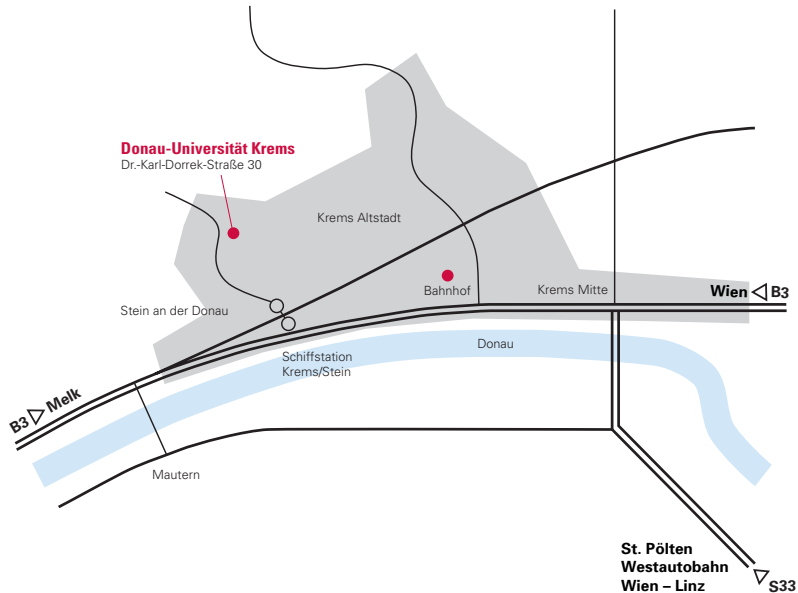 Donau-Universität Krems
Dr.-Karl-Dorrek-Straße 30
Krems Altstadt
Bahnhof
Krems Mitte
Wien ◁ B3
Stein an der Donau
Schiffstation
Krems/Stein
Donau
B3 ▷ Melk
Mautern
St. Pölten
Westautobahn
Wien – Linz
S33